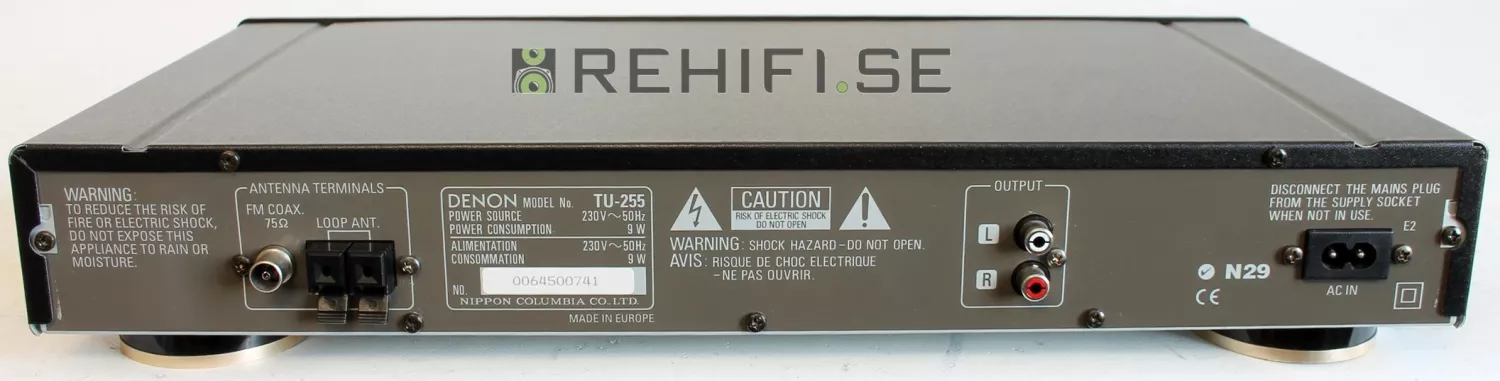 REHIFI.SE
WARNING:
TO REDUCE THE RISK OF
FIRE OR ELECTRIC SHOCK,
DO NOT EXPOSE THIS
APPLIANCE TO RAIN OR
MOISTURE.
ANTENNA TERMINALS
FM COAX.
75Ω
LOOP ANT.
DENON MODEL No. TU-255
POWER SOURCE 230V~50Hz
POWER CONSUMPTION 9 W
ALIMENTATION 230V~50Hz
CONSOMMATION 9 W
NO. 0064500741
NIPPON COLUMBIA CO., LTD.
MADE IN EUROPE
CAUTION
RISK OF ELECTRIC SHOCK
DO NOT OPEN
WARNING: SHOCK HAZARD-DO NOT OPEN.
AVIS: RISQUE DE CHOC ELECTRIQUE
-NE PAS OUVRIR.
OUTPUT
L
R
DISCONNECT THE MAINS PLUG
FROM THE SUPPLY SOCKET
WHEN NOT IN USE.
E2
N29
CE
AC IN